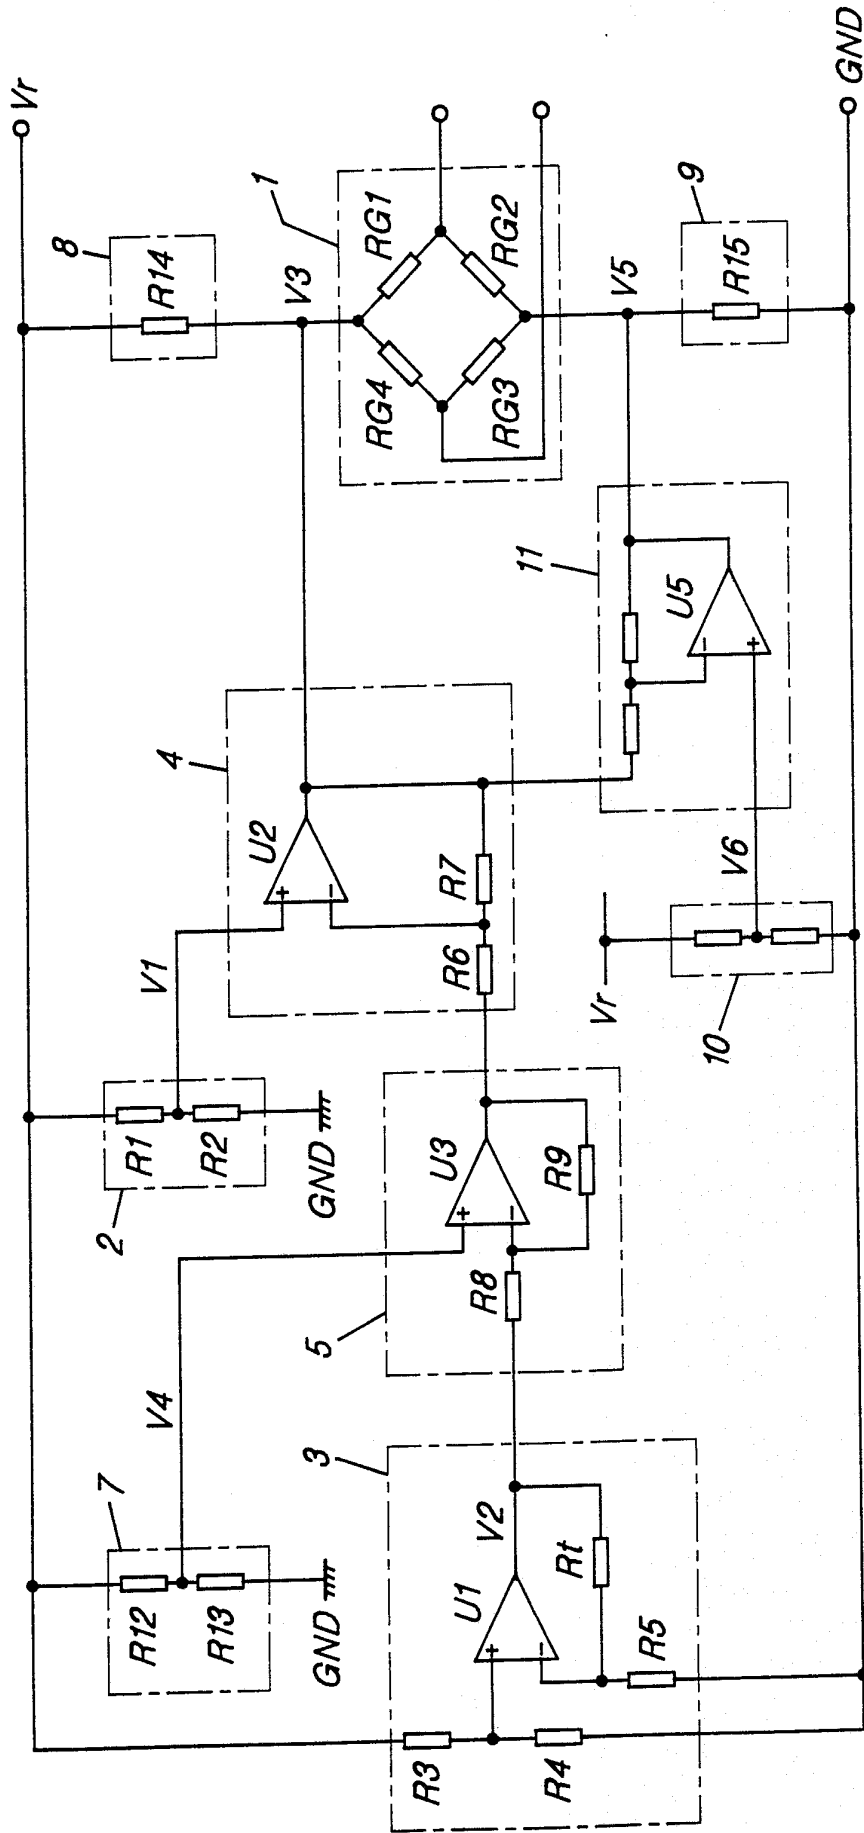 Vr
8
R14
V3
1
RG1
RG2
RG4
RG3
V5
9
R15
GND
11
U5
4
U2
R7
R6
V1
V6
Vr
10
2
R1
R2
GND
U3
R9
R8
5
V4
7
R12
R13
GND
3
V2
U1
Rt
R5
R3
R4
+
−
+
−
+
−
−
+